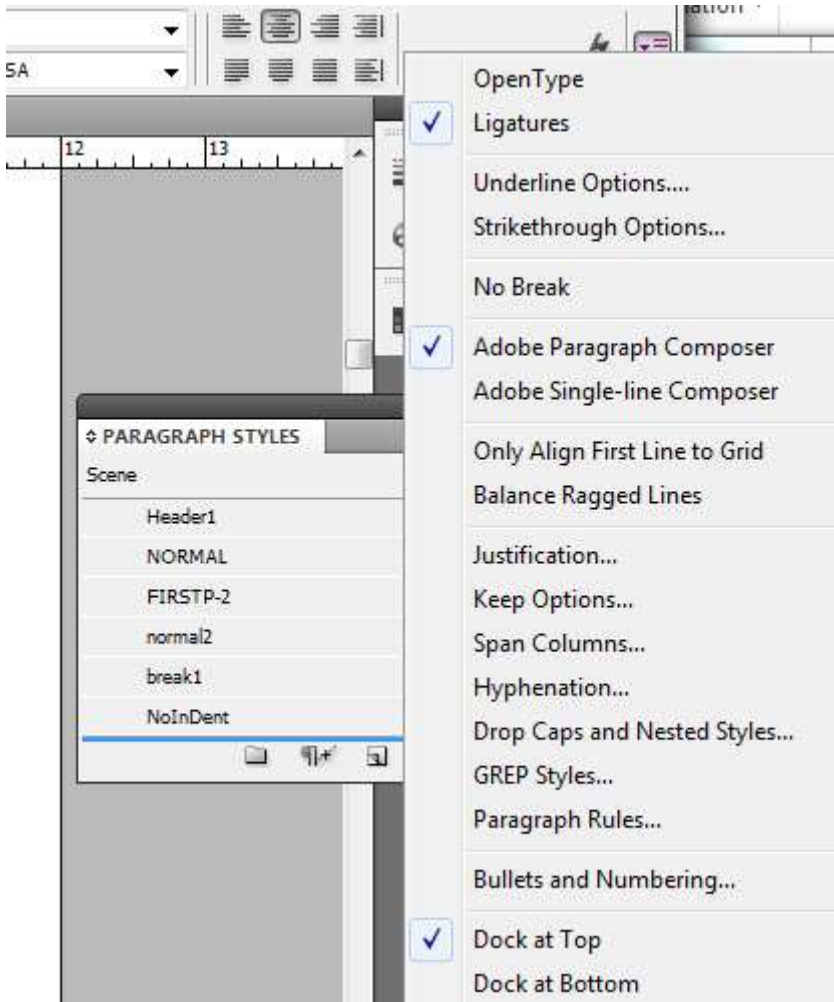 SA
12 13
PARAGRAPH STYLES
Scene
Header1
NORMAL
FIRSTP-2
normal2
break1
NoInDent
OpenType
Ligatures
Underline Options....
Strikethrough Options...
No Break
Adobe Paragraph Composer
Adobe Single-line Composer
Only Align First Line to Grid
Balance Ragged Lines
Justification...
Keep Options...
Span Columns...
Hyphenation...
Drop Caps and Nested Styles...
GREP Styles...
Paragraph Rules...
Bullets and Numbering...
Dock at Top
Dock at Bottom